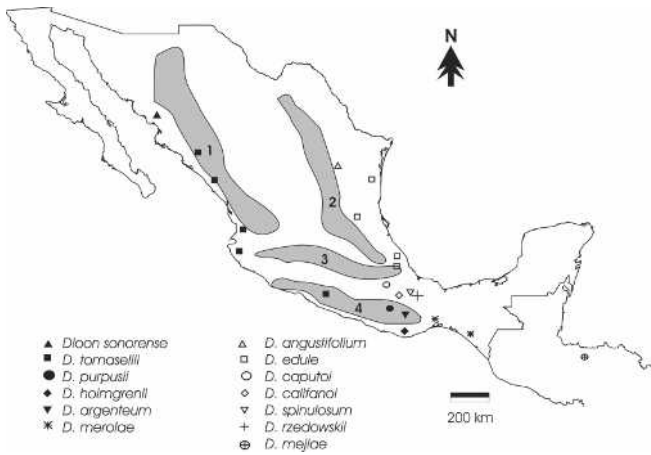 N
1
2
3
4
Dioon sonorense
D. tomasellii
D. purpusii
D. holmgrenii
D. argenteum
D. merolae
D. angustifolium
D. edule
D. caputoi
D. califanoi
D. spinulosum
D. rzedowskii
D. mejiae
200 km